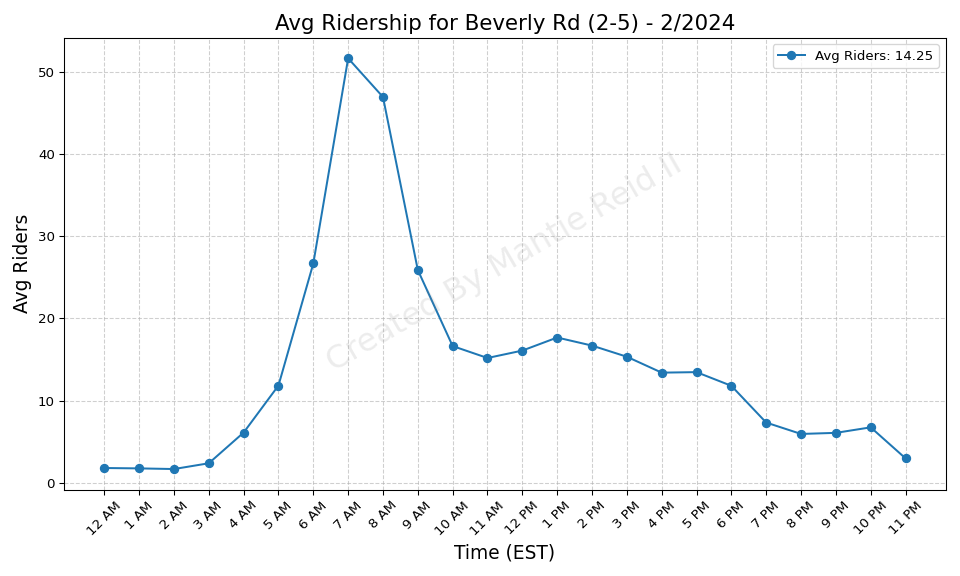 Avg Ridership for Beverly Rd (2-5) - 2/2024
Avg Riders: 14.25
50
40
30
20
10
0
Avg Riders
Created By Mantie Reid II
12 AM 1 AM 2 AM 3 AM 4 AM 5 AM 6 AM 7 AM 8 AM 9 AM 10 AM 11 AM 12 PM 1 PM 2 PM 3 PM 4 PM 5 PM 6 PM 7 PM 8 PM 9 PM 10 PM 11 PM
Time (EST)